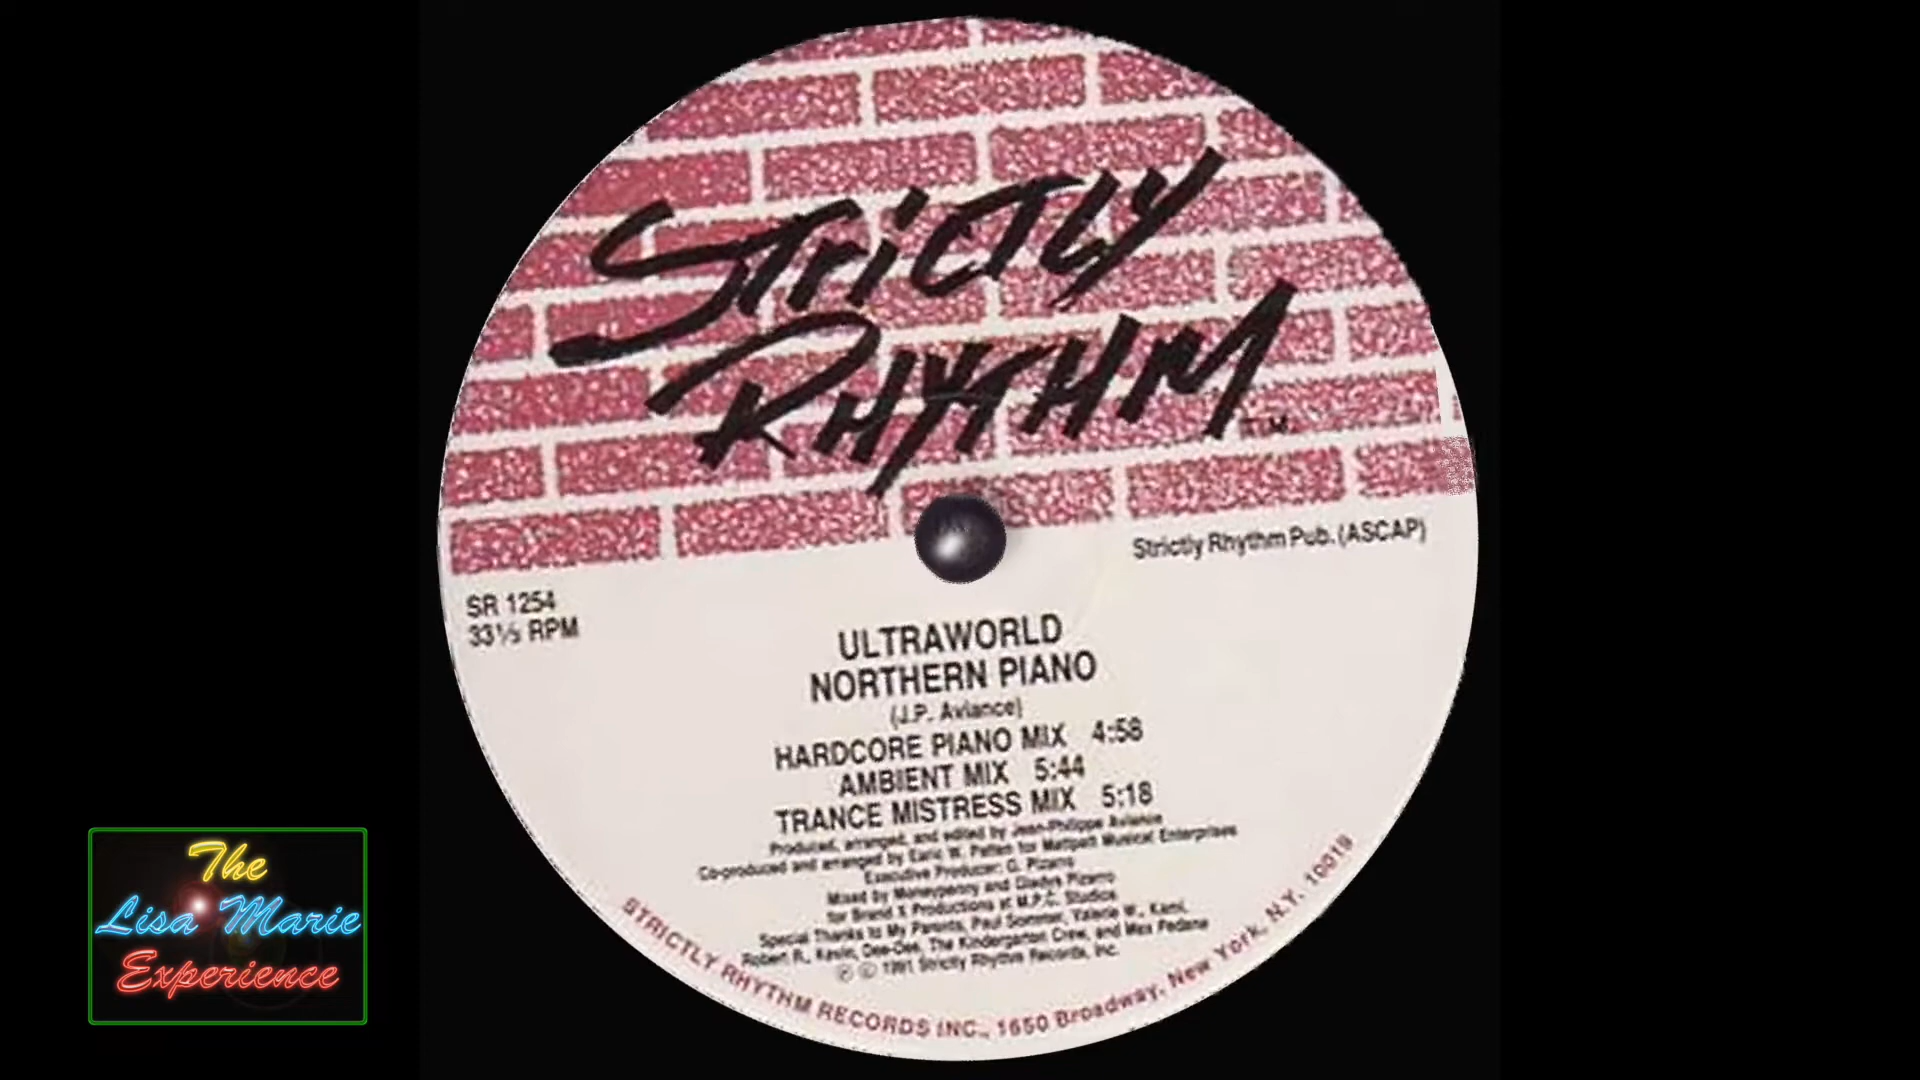 STRICTLY
RHYTHM
T.M.
Strictly Rhythm Pub. (ASCAP)
SR 1254
33⅓ RPM
ULTRAWORLD
NORTHERN PIANO
(J.P. Aviance)
HARDCORE PIANO MIX 4:58
AMBIENT MIX 5:44
TRANCE MISTRESS MIX 5:18
Produced, arranged, and edited by Jean-Philippe Aviance
Co-produced and arranged by Earic W. Patten for Mattpatt Musical Enterprises
Executive Producer: G. Pizarro
Mixed by Moneypenny and Gladys Pizarro
for Brand X Productions at M.P.C. Studios
Special Thanks to My Parents, Paul Sommer, Valerie W., Kami,
Robert R., Kevin, Dee-Dee, The Kindergarten Crew, and
℗ © 1991 Strictly Rhythm Records, Inc.
STRICTLY RHYTHM RECORDS INC., 1650 Broadway, New York, N.Y. 10019
The
Lisa Marie
Experience